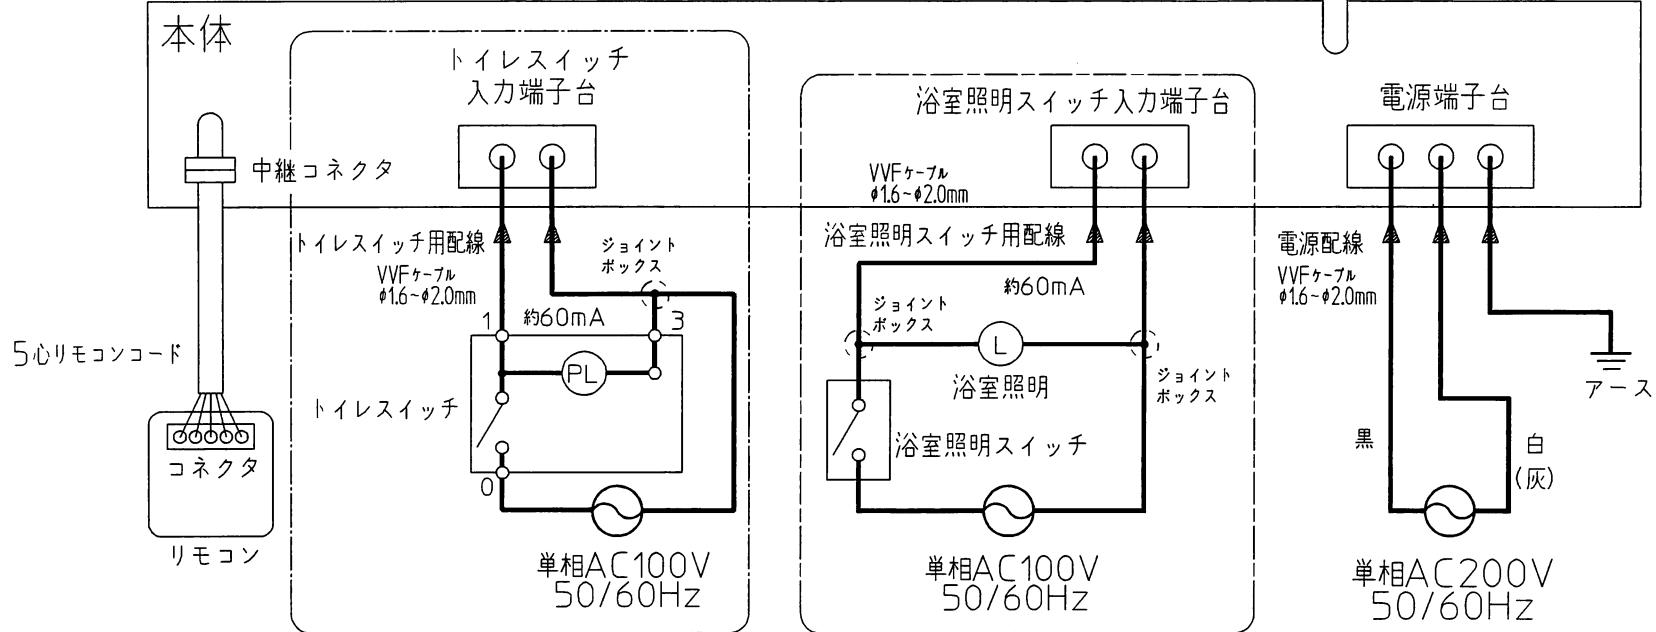 本体
トイレスイッチ
入力端子台
浴室照明スイッチ入力端子台
電源端子台
中継コネクタ
VVFケーブル
φ1.6~φ2.0mm
トイレスイッチ用配線
VVFケーブル
φ1.6~φ2.0mm
ジョイント
ボックス
浴室照明スイッチ用配線
電源配線
VVFケーブル
φ1.6~φ2.0mm
約60mA
1
約60mA
3
ジョイント
ボックス
L
5心リモコンコード
PL
浴室照明
ジョイント
ボックス
アース
トイレスイッチ
浴室照明スイッチ
黒
白
(灰)
コネクタ
0
リモコン
単相AC100V
50/60Hz
単相AC100V
50/60Hz
単相AC200V
50/60Hz